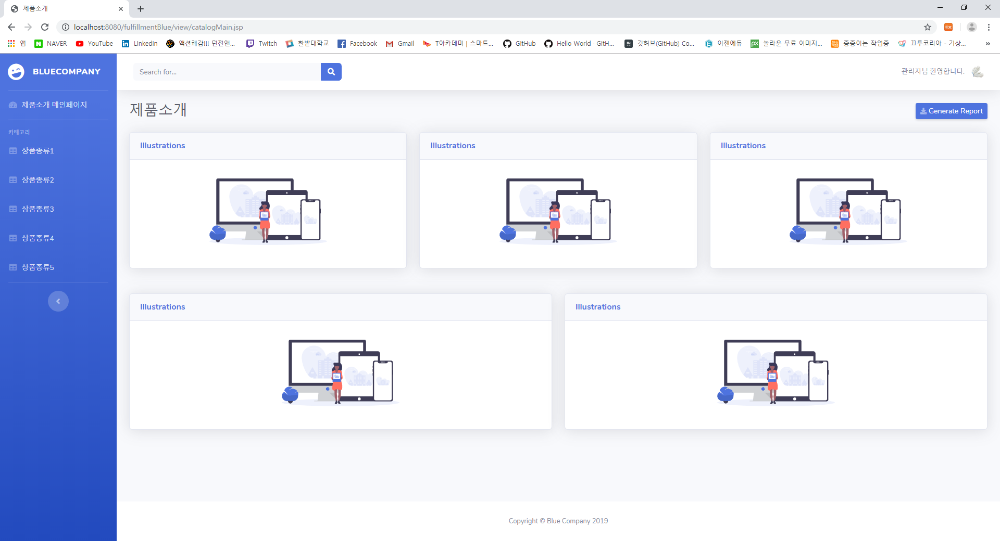 제품소개
localhost:8080/fulfillmentBlue/view/catalogMain.jsp
앱 NAVER YouTube LinkedIn 액션쾌감!!! 던전앤... Twitch 한밭대학교 Facebook Gmail T아카데미 | 스마트... GitHub Hello World · GitH... 깃허브(GitHub) Co... 이젠에듀 놀라운 무료 이미지... 증증이는 작업중 끄투코리아 - 기상... »
BLUECOMPANY
Search for...
관리자님 환영합니다.
제품소개 메인페이지
카테고리
상품종류1
상품종류2
상품종류3
상품종류4
상품종류5
제품소개
Generate Report
Illustrations
Illustrations
Illustrations
Illustrations
Illustrations
Copyright © Blue Company 2019